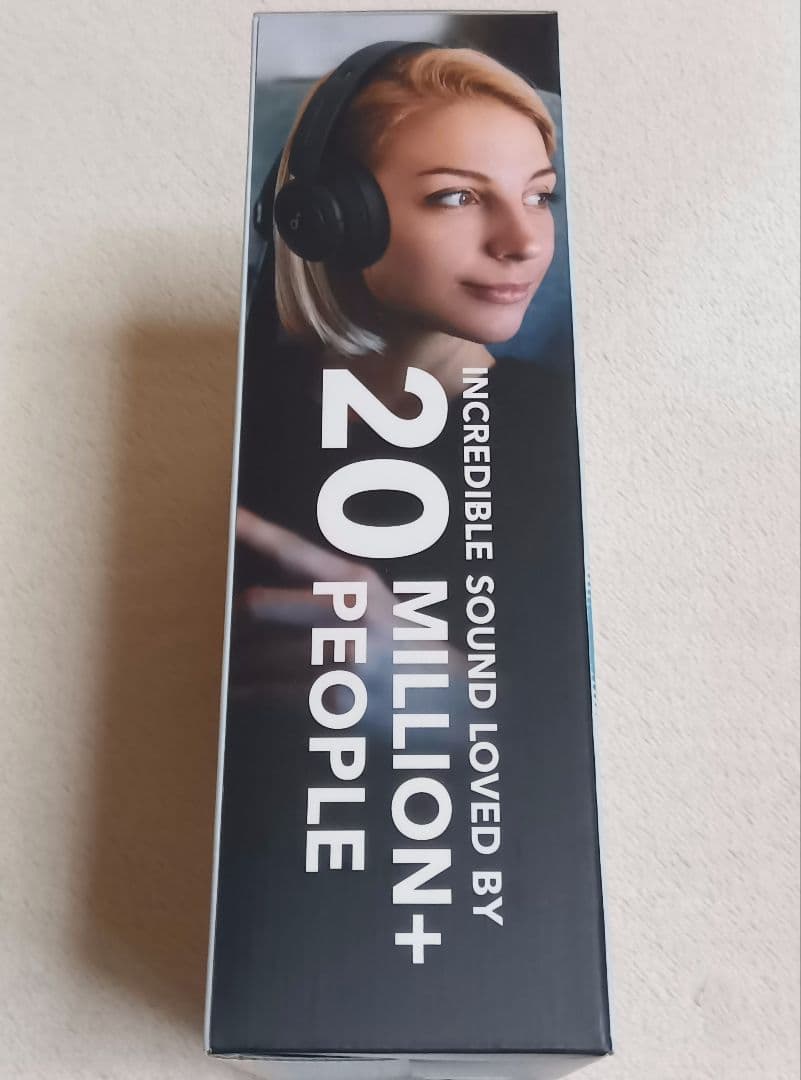 INCREDIBLE SOUND LOVED BY
20 MILLION+
PEOPLE